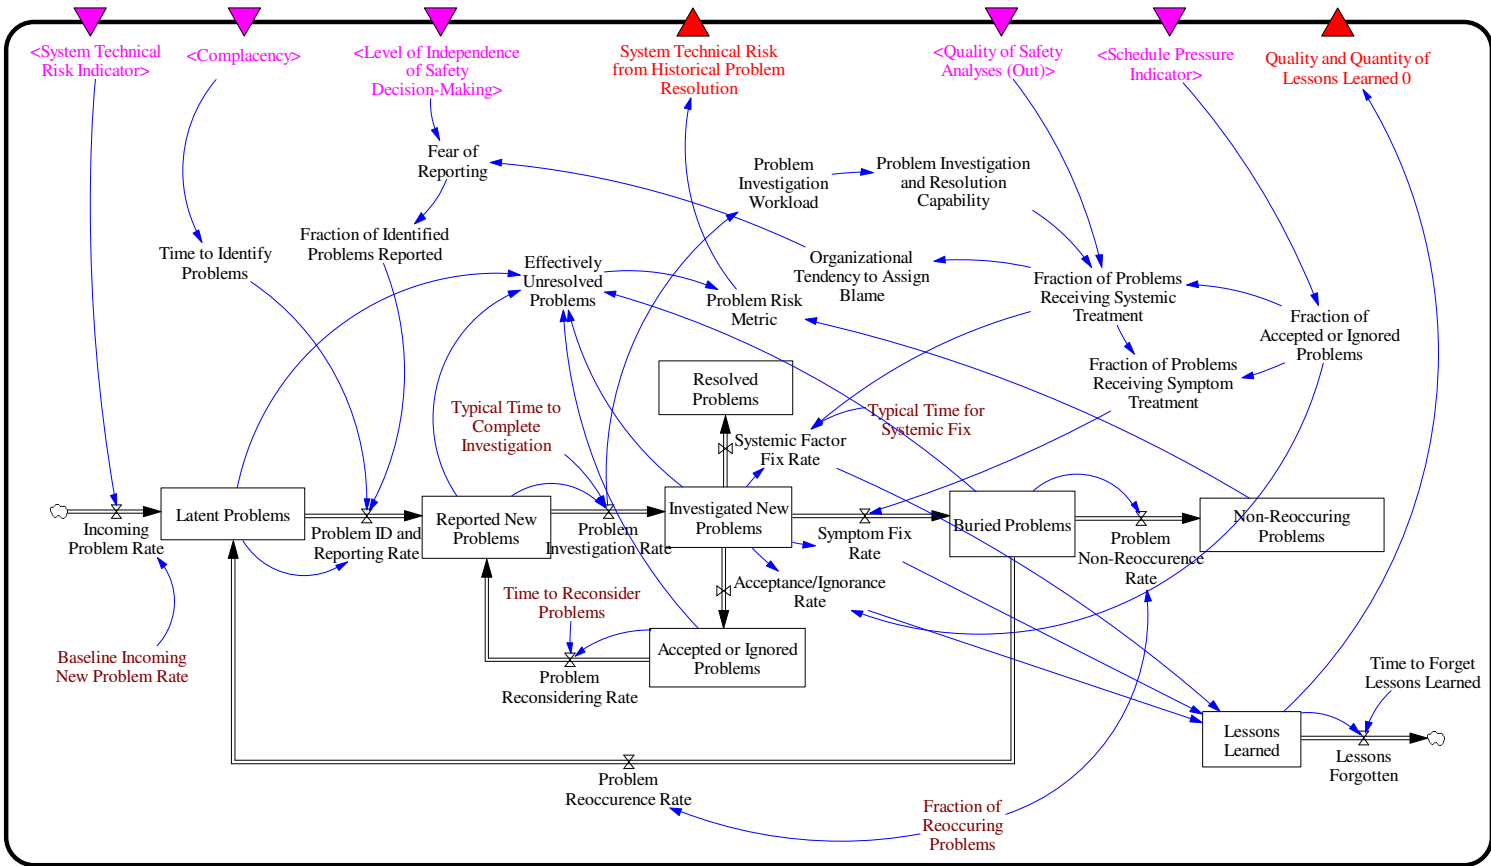 <System Technical
Risk Indicator>
<Complacency>
<Level of Independence
of Safety
Decision-Making>
System Technical Risk
from Historical Problem
Resolution
<Quality of Safety
Analyses (Out)>
<Schedule Pressure
Indicator>
Quality and Quantity of
Lessons Learned 0
Fear of
Reporting
Problem
Investigation
Workload
Problem Investigation
and Resolution
Capability
Time to Identify
Problems
Fraction of Identified
Problems Reported
Effectively
Unresolved
Problems
Problem Risk
Metric
Organizational
Tendency to Assign
Blame
Fraction of Problems
Receiving Systemic
Treatment
Fraction of
Accepted or Ignored
Problems
Fraction of Problems
Receiving Symptom
Treatment
Resolved
Problems
Typical Time to
Complete
Investigation
Systemic Factor
Fix Rate
Typical Time for
Systemic Fix
Incoming
Problem Rate
Latent Problems
Problem ID and
Reporting Rate
Reported New
Problems
Problem
Investigation Rate
Investigated New
Problems
Symptom Fix
Rate
Buried Problems
Problem
Non-Reoccurence
Rate
Non-Reoccuring
Problems
Acceptance/Ignorance
Rate
Time to Reconsider
Problems
Accepted or Ignored
Problems
Problem
Reconsidering Rate
Baseline Incoming
New Problem Rate
Time to Forget
Lessons Learned
Lessons
Learned
Lessons
Forgotten
Problem
Reoccurence Rate
Fraction of
Reoccuring
Problems